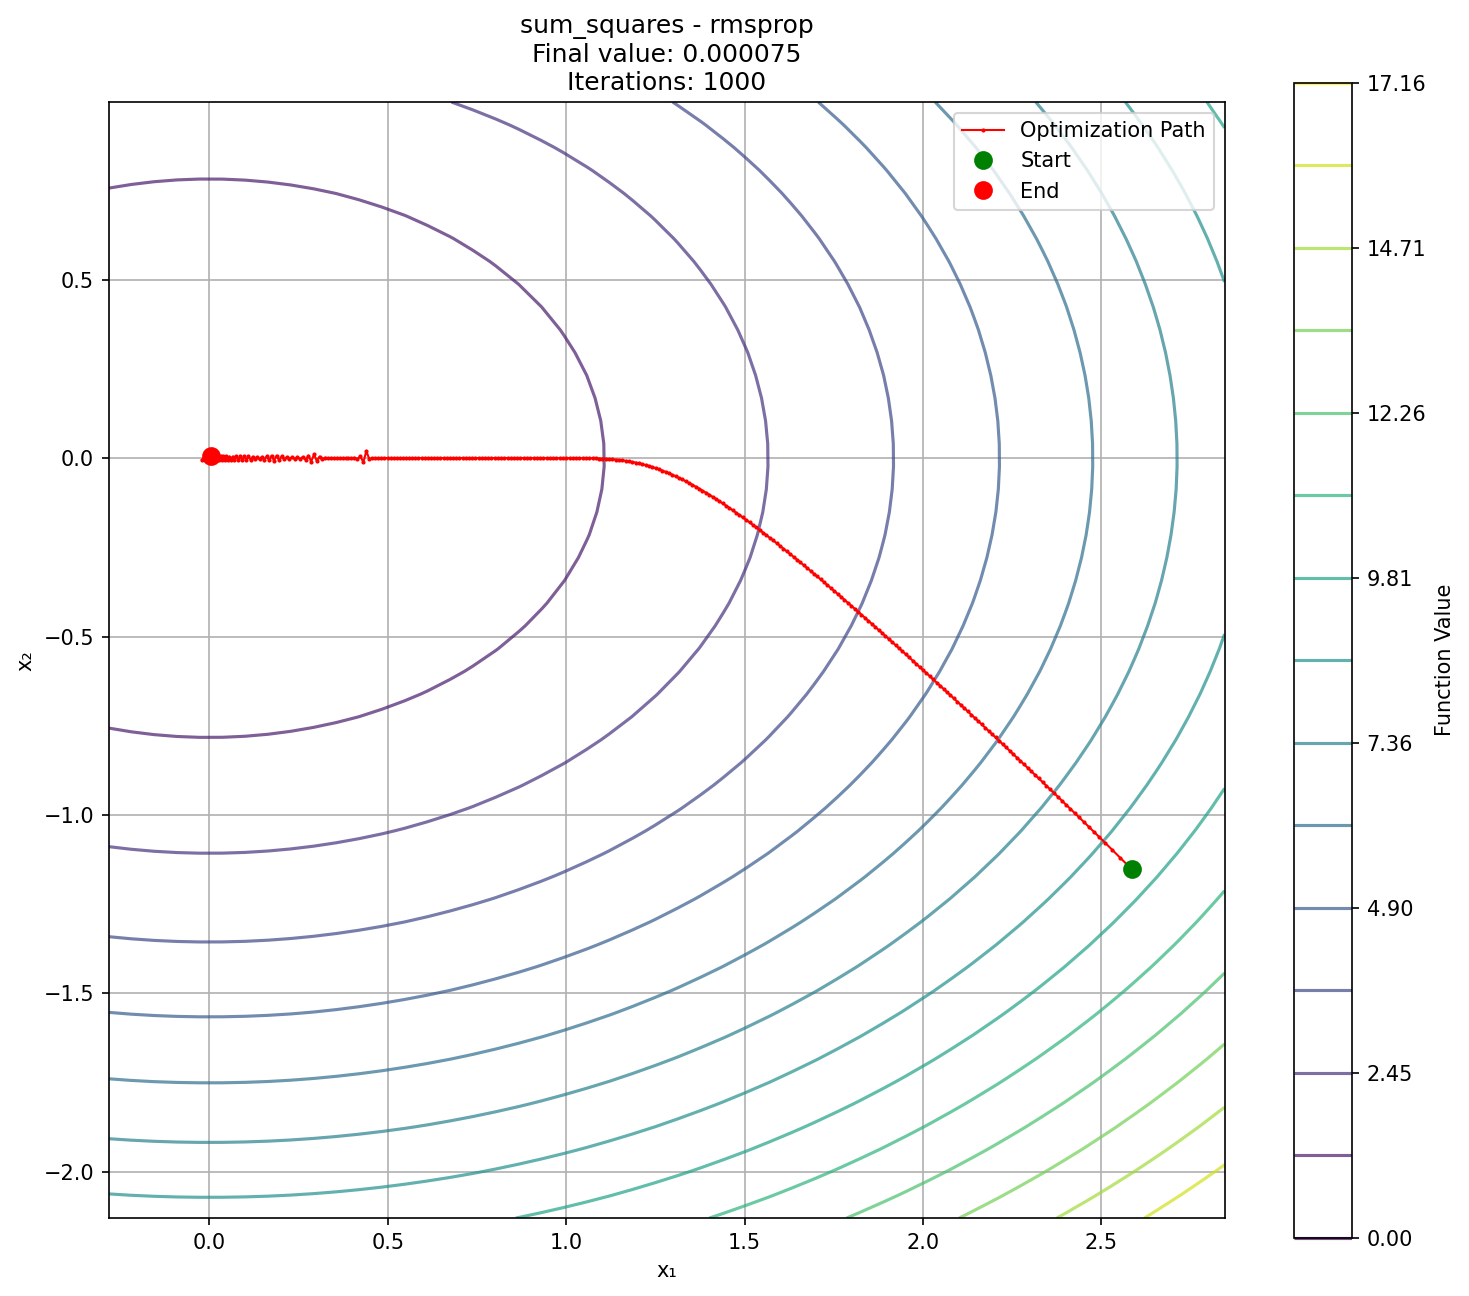 sum_squares - rmsprop
Final value: 0.000075
Iterations: 1000
Optimization Path
Start
End
0.5
0.0
−0.5
−1.0
−1.5
−2.0
x₂
0.0 0.5 1.0 1.5 2.0 2.5
x₁
17.16
14.71
12.26
9.81
7.36
4.90
2.45
0.00
Function Value